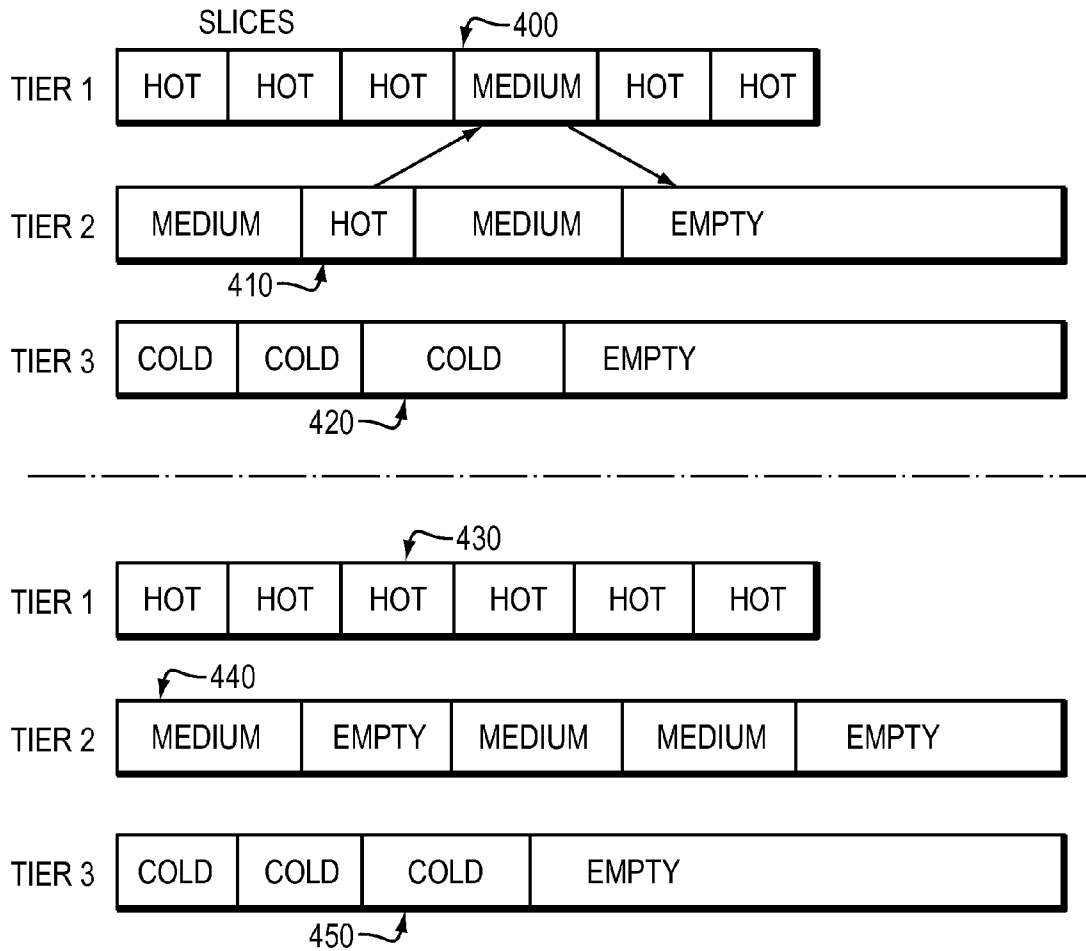 SLICES
400
TIER 1 HOT HOT HOT MEDIUM HOT HOT
TIER 2 MEDIUM HOT MEDIUM EMPTY
410
TIER 3 COLD COLD COLD EMPTY
420
430
TIER 1 HOT HOT HOT HOT HOT HOT
440
TIER 2 MEDIUM EMPTY MEDIUM MEDIUM EMPTY
TIER 3 COLD COLD COLD EMPTY
450